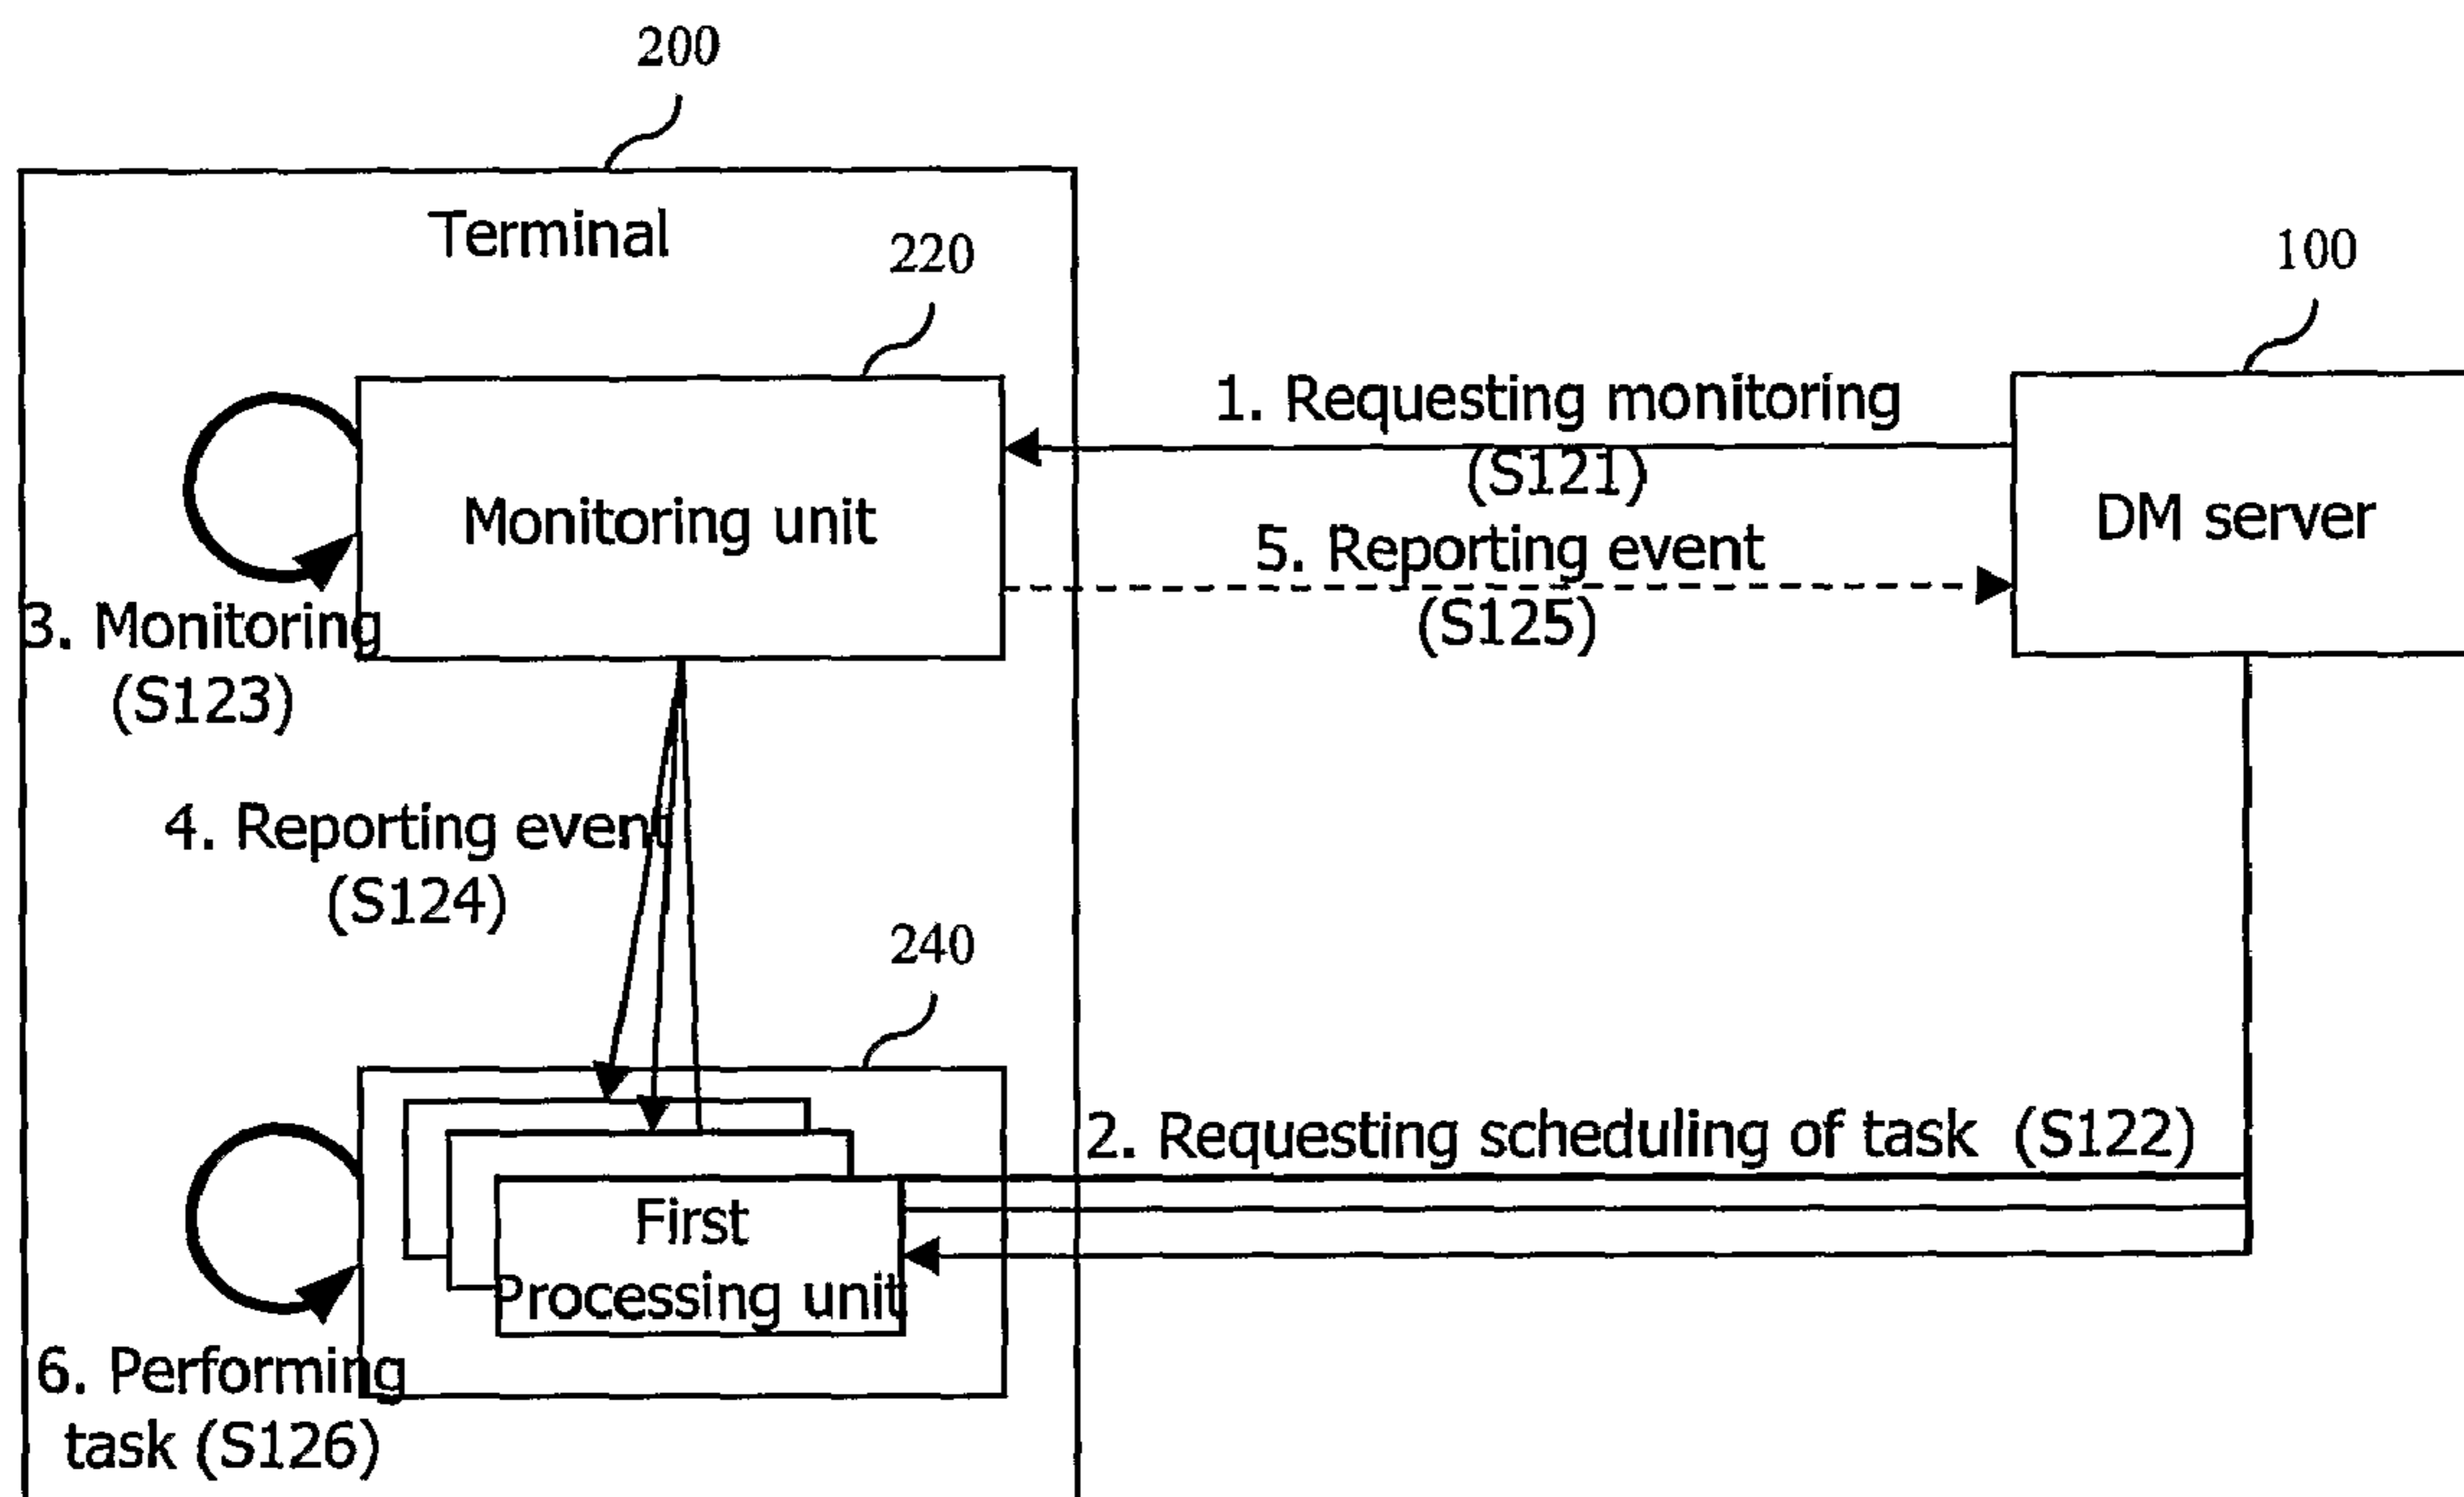 200
Terminal
220
100
1. Requesting monitoring
(S121)
Monitoring unit
DM server
5. Reporting event
(S125)
3. Monitoring
(S123)
4. Reporting event
(S124)
240
2. Requesting scheduling of task (S122)
First
Processing unit
6. Performing
task (S126)